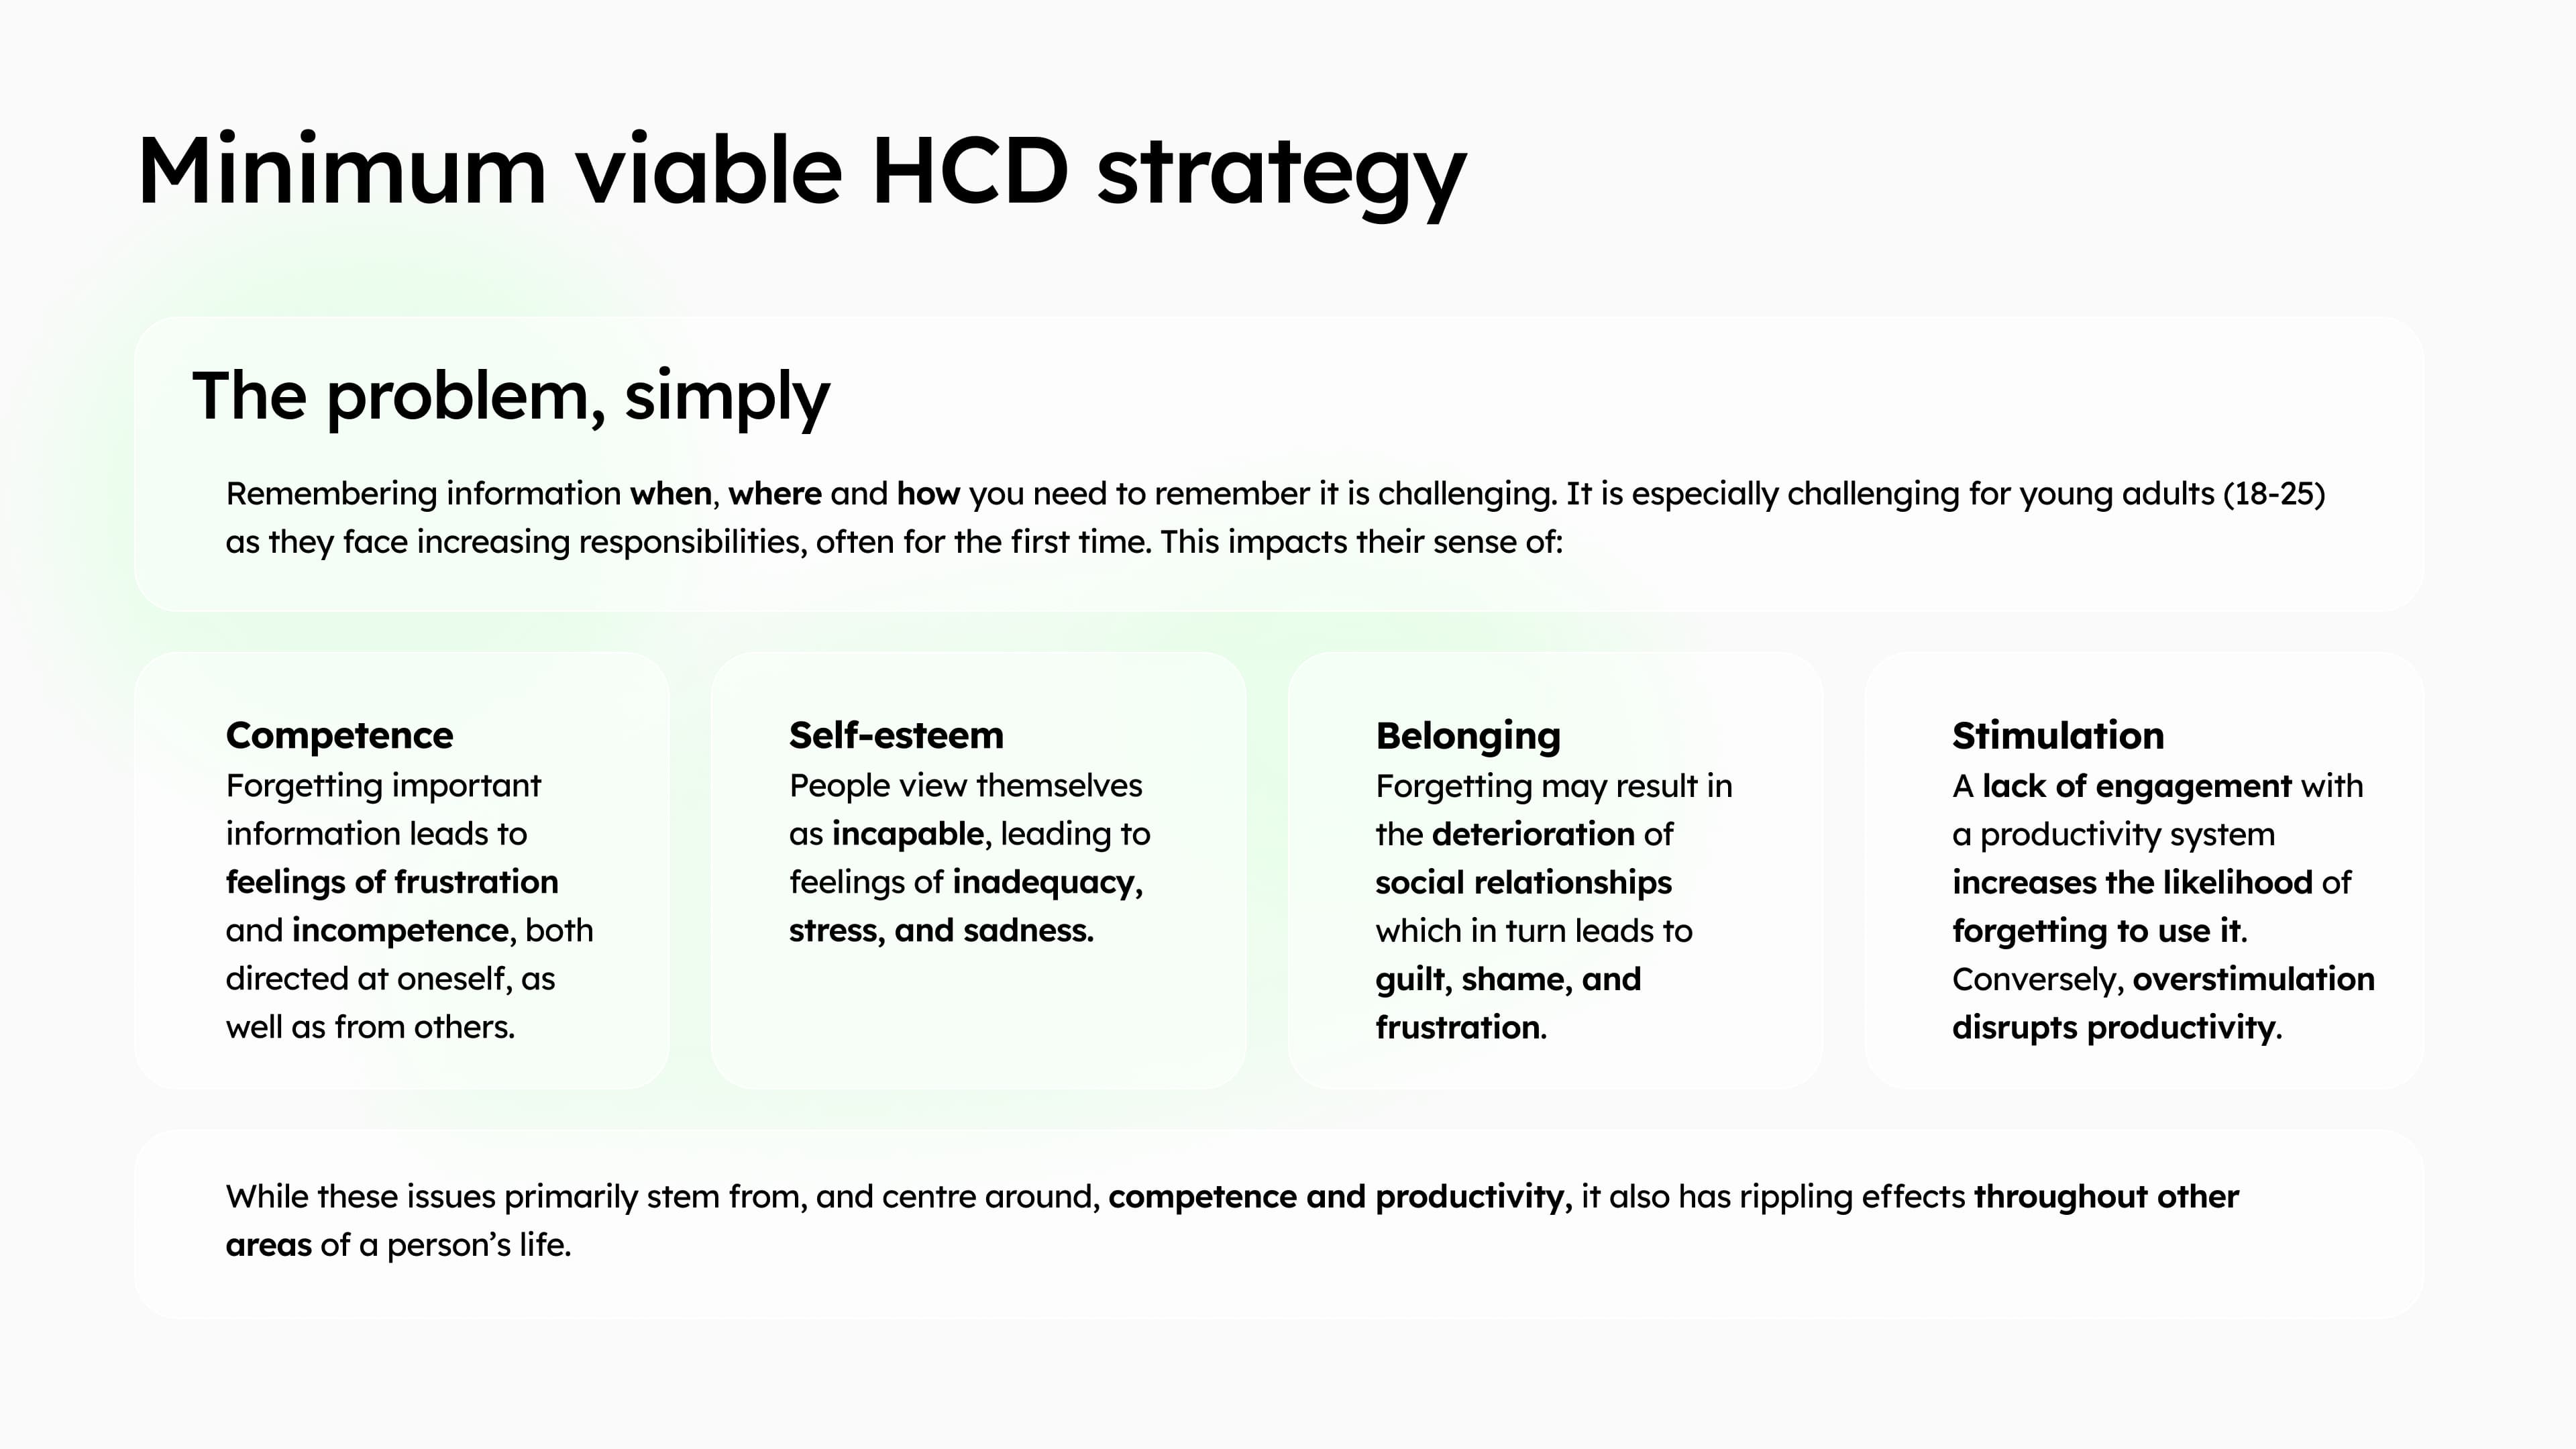 Minimum viable HCD strategy
The problem, simply
Remembering information when, where and how you need to remember it is challenging. It is especially challenging for young adults (18-25)
as they face increasing responsibilities, often for the first time. This impacts their sense of:
Competence
Forgetting important
information leads to
feelings of frustration
and incompetence, both
directed at oneself, as
well as from others.
Self-esteem
People view themselves
as incapable, leading to
feelings of inadequacy,
stress, and sadness.
Belonging
Forgetting may result in
the deterioration of
social relationships
which in turn leads to
guilt, shame, and
frustration.
Stimulation
A lack of engagement with
a productivity system
increases the likelihood of
forgetting to use it.
Conversely, overstimulation
disrupts productivity.
While these issues primarily stem from, and centre around, competence and productivity, it also has rippling effects throughout other
areas of a person’s life.